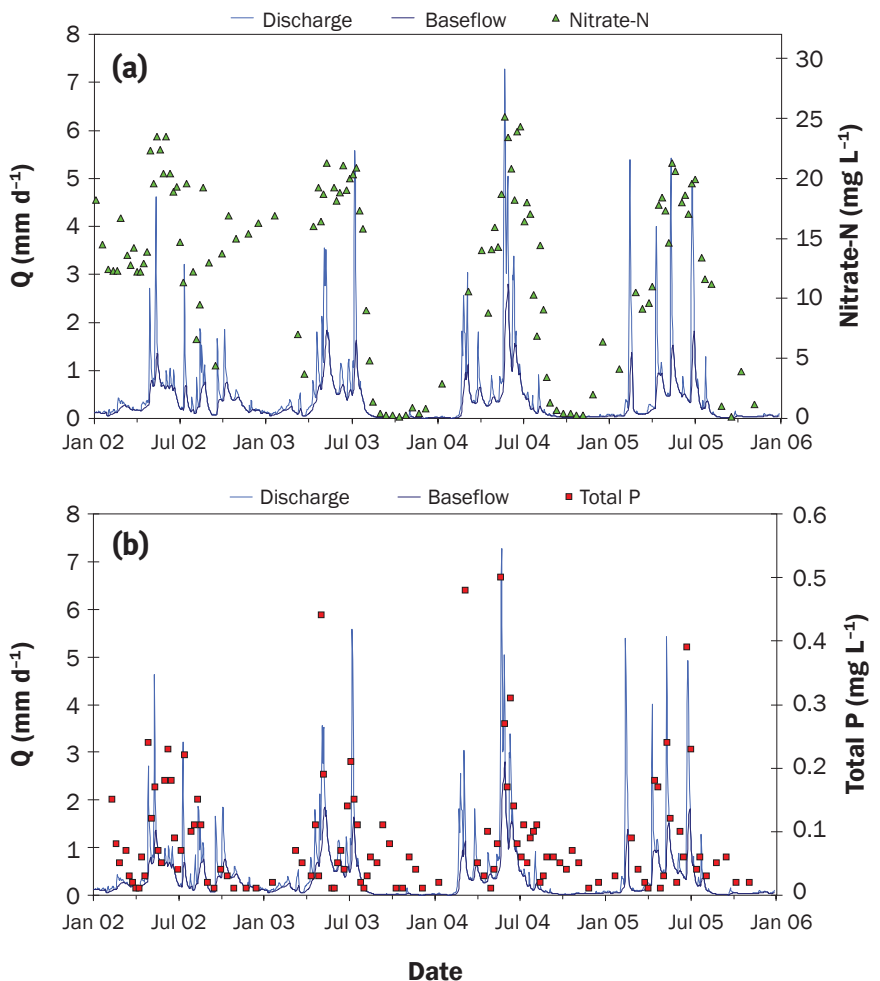 Discharge Baseflow Nitrate-N
(a)
Q (mm d⁻¹)
8
7
6
5
4
3
2
1
0
30
25
20
15
10
5
0
Nitrate-N (mg L⁻¹)
Jan 02 Jul 02 Jan 03 Jul 03 Jan 04 Jul 04 Jan 05 Jul 05 Jan 06
Discharge Baseflow Total P
(b)
Q (mm d⁻¹)
8
7
6
5
4
3
2
1
0
0.6
0.5
0.4
0.3
0.2
0.1
0
Total P (mg L⁻¹)
Jan 02 Jul 02 Jan 03 Jul 03 Jan 04 Jul 04 Jan 05 Jul 05 Jan 06
Date